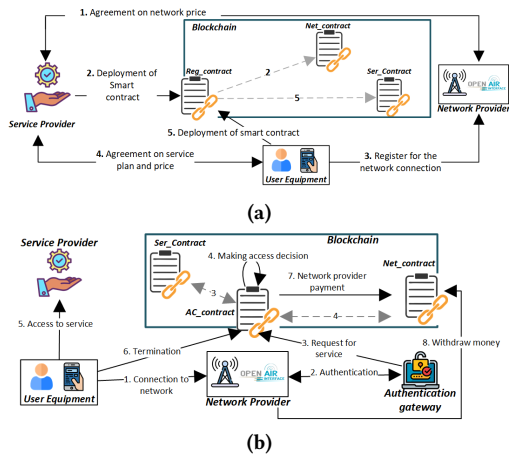 1. Agreement on network price
Blockchain
Net_contract
Reg_contract
2
Ser_Contract
5
2. Deployment of
Smart
contract
Service Provider
OPEN AIR
INTERFACE
Network Provider
5. Deployment of smart contract
4. Agreement on service
plan and price
User Equipment
3. Register for the
network connection
(a)
Service Provider
Ser_Contract
4. Making access decision
Blockchain
Net_contract
7. Network provider
payment
3
AC_contract
4
5. Access to service
6. Termination
3. Request for
service
8. Withdraw money
1. Connection to
network
OPEN AIR
INTERFACE
2. Authentication
User Equipment
Network Provider
Authentication
gateway
(b)